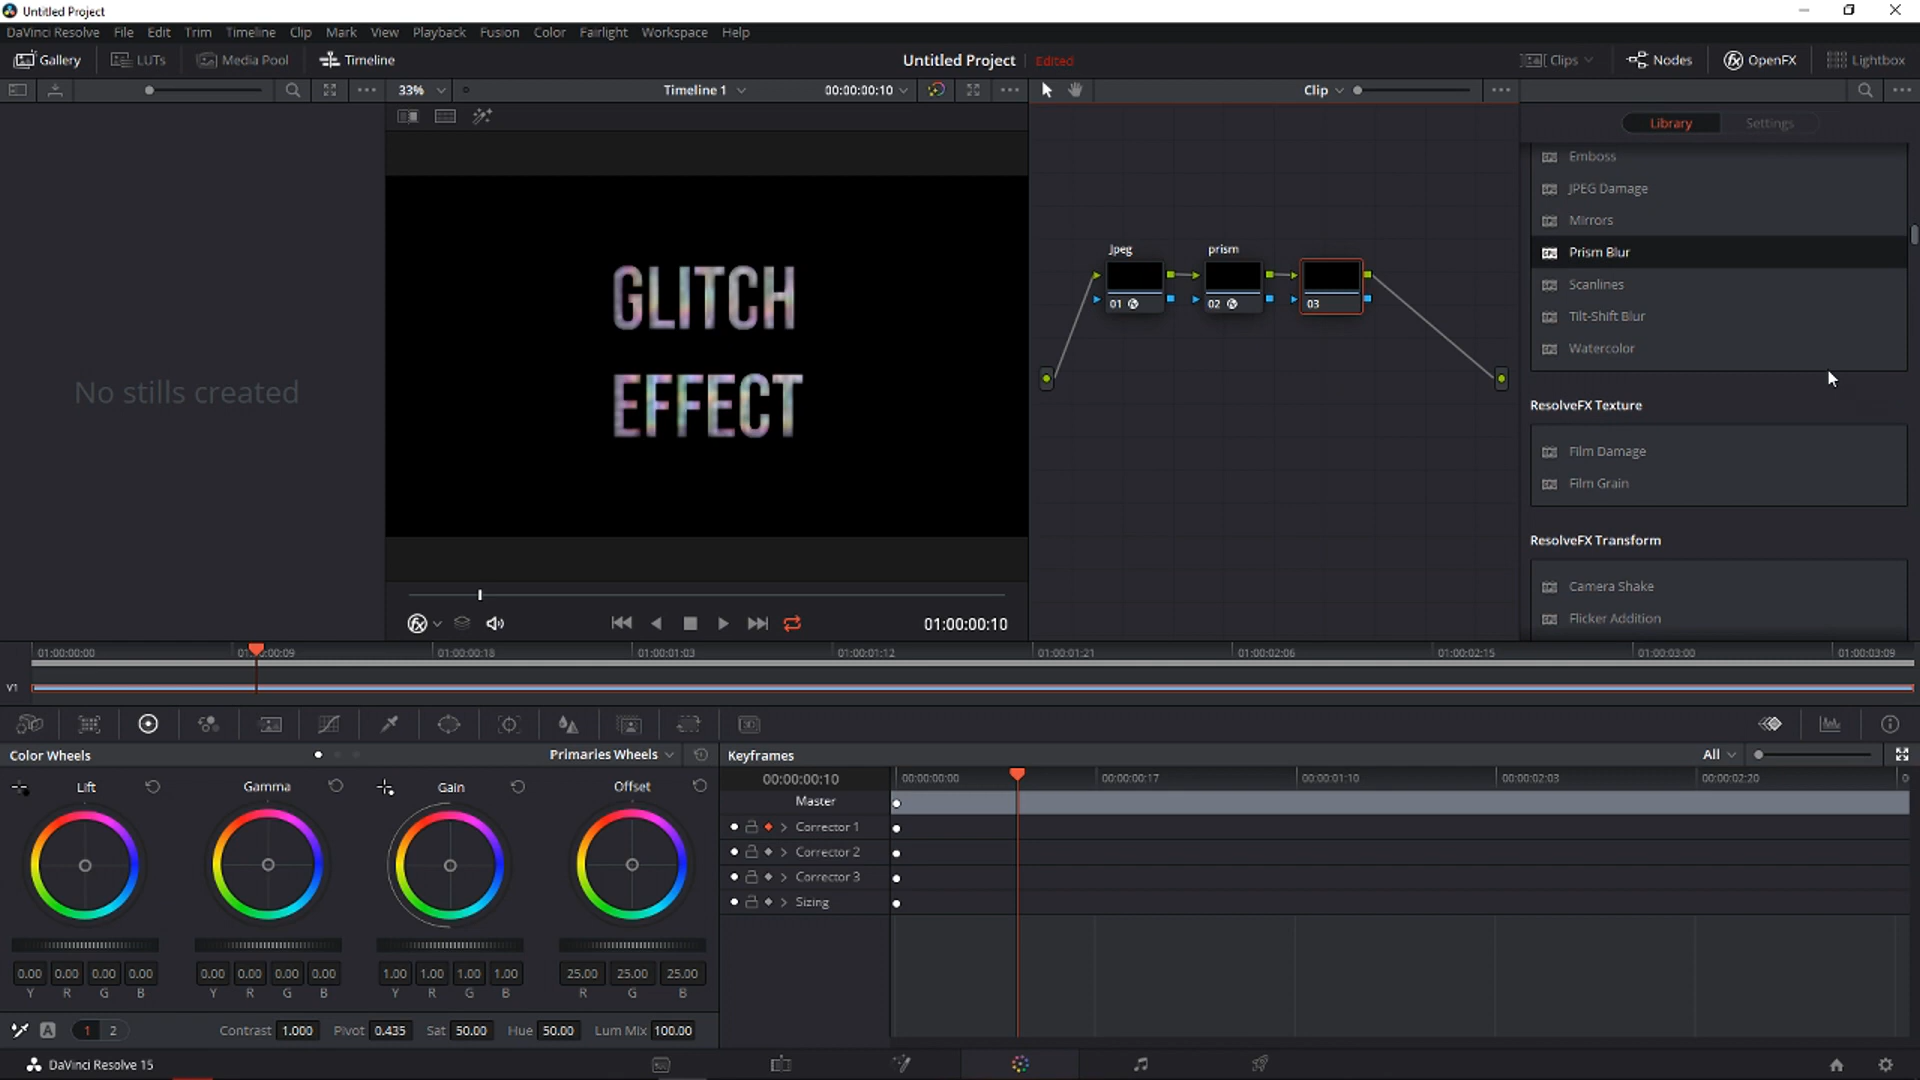 Untitled Project
DaVinci Resolve File Edit Trim Timeline Clip Mark View Playback Fusion Color Fairlight Workspace Help
Gallery LUTs Media Pool Timeline Untitled Project Edited Clips Nodes OpenFX Lightbox
33% Timeline 1 00:00:00:10 Clip
Library Settings
Emboss
JPEG Damage
Mirrors
Prism Blur
Scanlines
Tilt-Shift Blur
Watercolor
ResolveFX Texture
Film Damage
Film Grain
ResolveFX Transform
Camera Shake
Flicker Addition
No stills created
GLITCH
EFFECT
Jpeg prism
01 02 03
01:00:00:10
01:00:00:00 01:00:00:18 01:00:01:03 01:00:01:12 01:00:01:21 01:00:02:06 01:00:02:15 01:00:03:00 01:00:03:09
V1
Color Wheels Primaries Wheels Keyframes All
Lift Gamma Gain Offset
00:00:00:10 00:00:00:00 00:00:00:17 00:00:01:10 00:00:02:03 00:00:02:20
Master
Corrector 1
Corrector 2
Corrector 3
Sizing
0.00 0.00 0.00 0.00 0.00 0.00 0.00 0.00 1.00 1.00 1.00 1.00 25.00 25.00 25.00
Y R G B Y R G B Y R G B R G B
A 1 2 Contrast 1.000 Pivot 0.435 Sat 50.00 Hue 50.00 Lum Mix 100.00
DaVinci Resolve 15